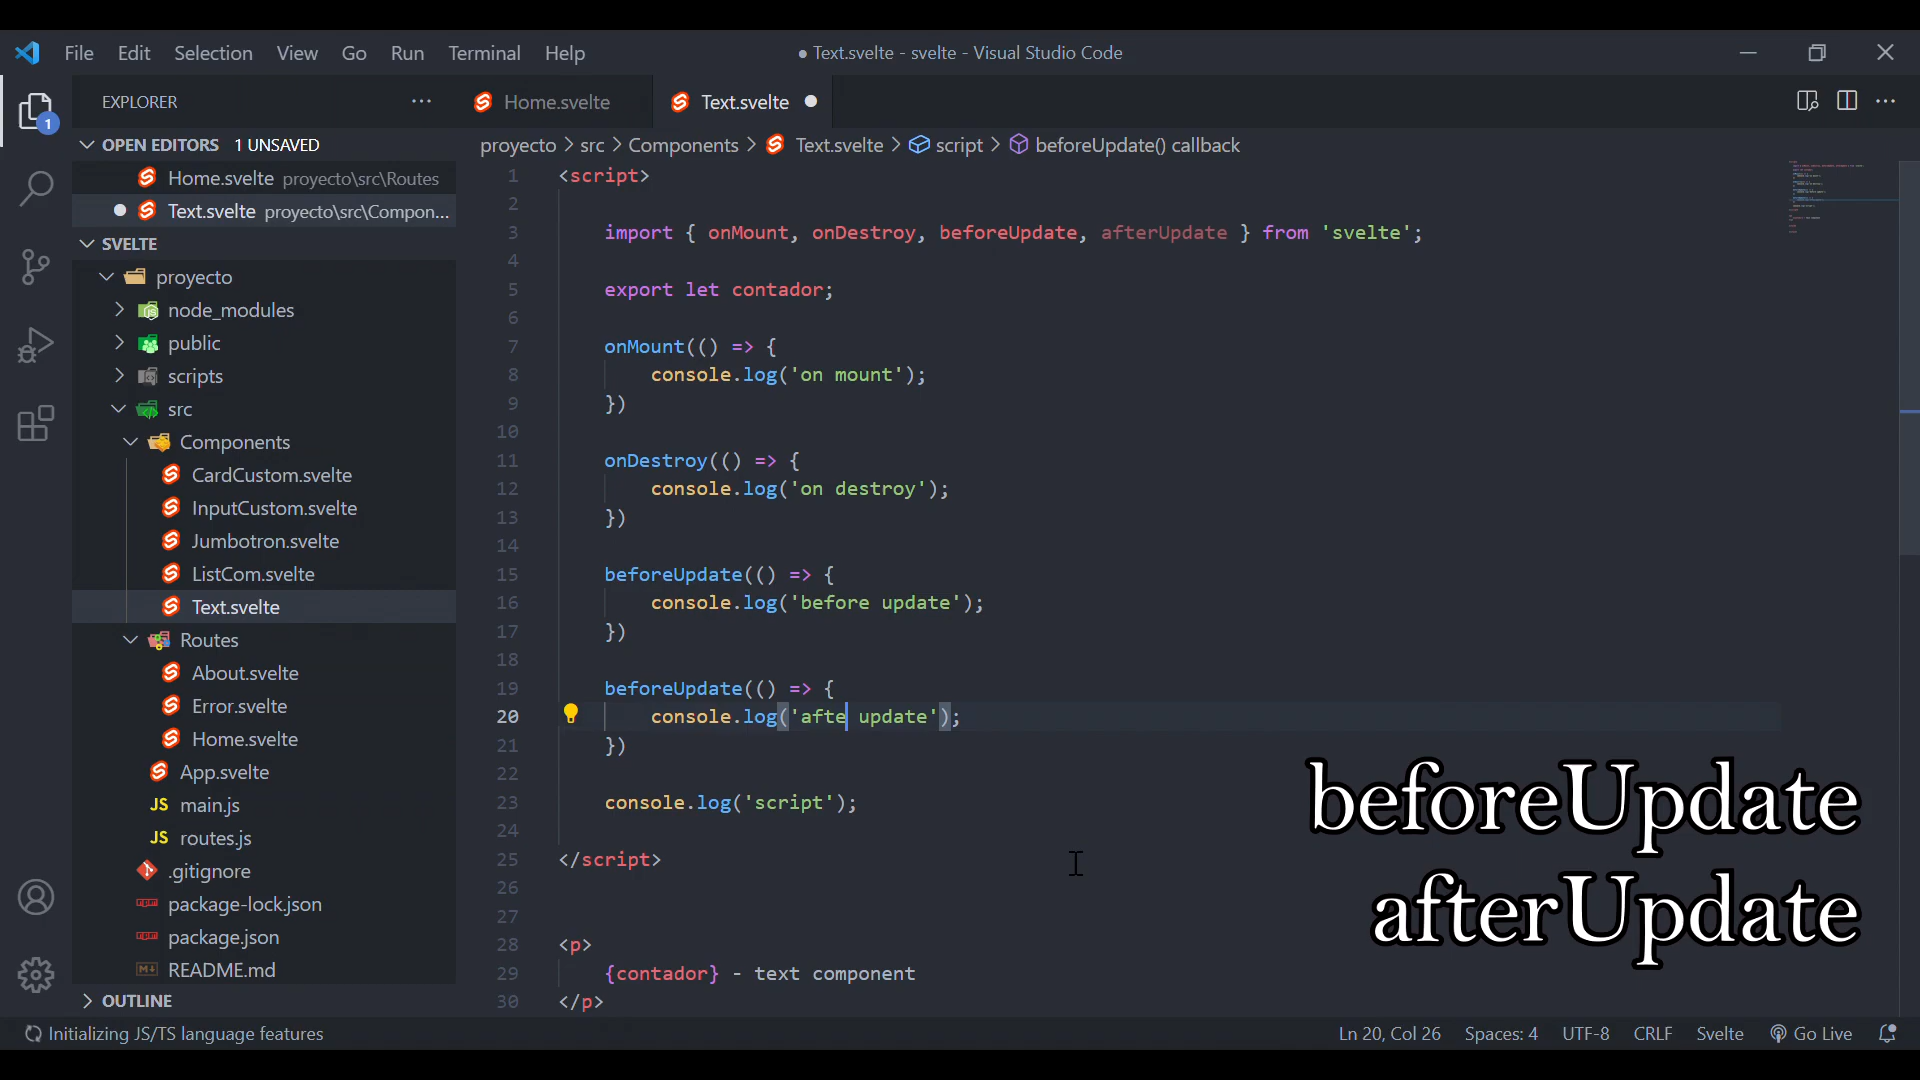 File Edit Selection View Go Run Terminal Help
● Text.svelte - svelte - Visual Studio Code
EXPLORER
Home.svelte
Text.svelte
OPEN EDITORS 1 UNSAVED
Home.svelte proyecto\src\Routes
Text.svelte proyecto\src\Compon...
SVELTE
proyecto
node_modules
public
scripts
src
Components
CardCustom.svelte
InputCustom.svelte
Jumbotron.svelte
ListCom.svelte
Text.svelte
Routes
About.svelte
Error.svelte
Home.svelte
App.svelte
JS main.js
JS routes.js
.gitignore
package-lock.json
package.json
README.md
OUTLINE
1
proyecto > src > Components > Text.svelte > script > beforeUpdate() callback
1 <script>
2
3 import { onMount, onDestroy, beforeUpdate, afterUpdate } from 'svelte';
4
5 export let contador;
6
7 onMount(() => {
8 console.log('on mount');
9 })
10
11 onDestroy(() => {
12 console.log('on destroy');
13 })
14
15 beforeUpdate(() => {
16 console.log('before update');
17 })
18
19 beforeUpdate(() => {
20 console.log('afte update');
21 })
22
23 console.log('script');
24
25 </script>
26
27
28 <p>
29 {contador} - text component
30 </p>
beforeUpdate
afterUpdate
Initializing JS/TS language features
Ln 20, Col 26 Spaces: 4 UTF-8 CRLF Svelte Go Live